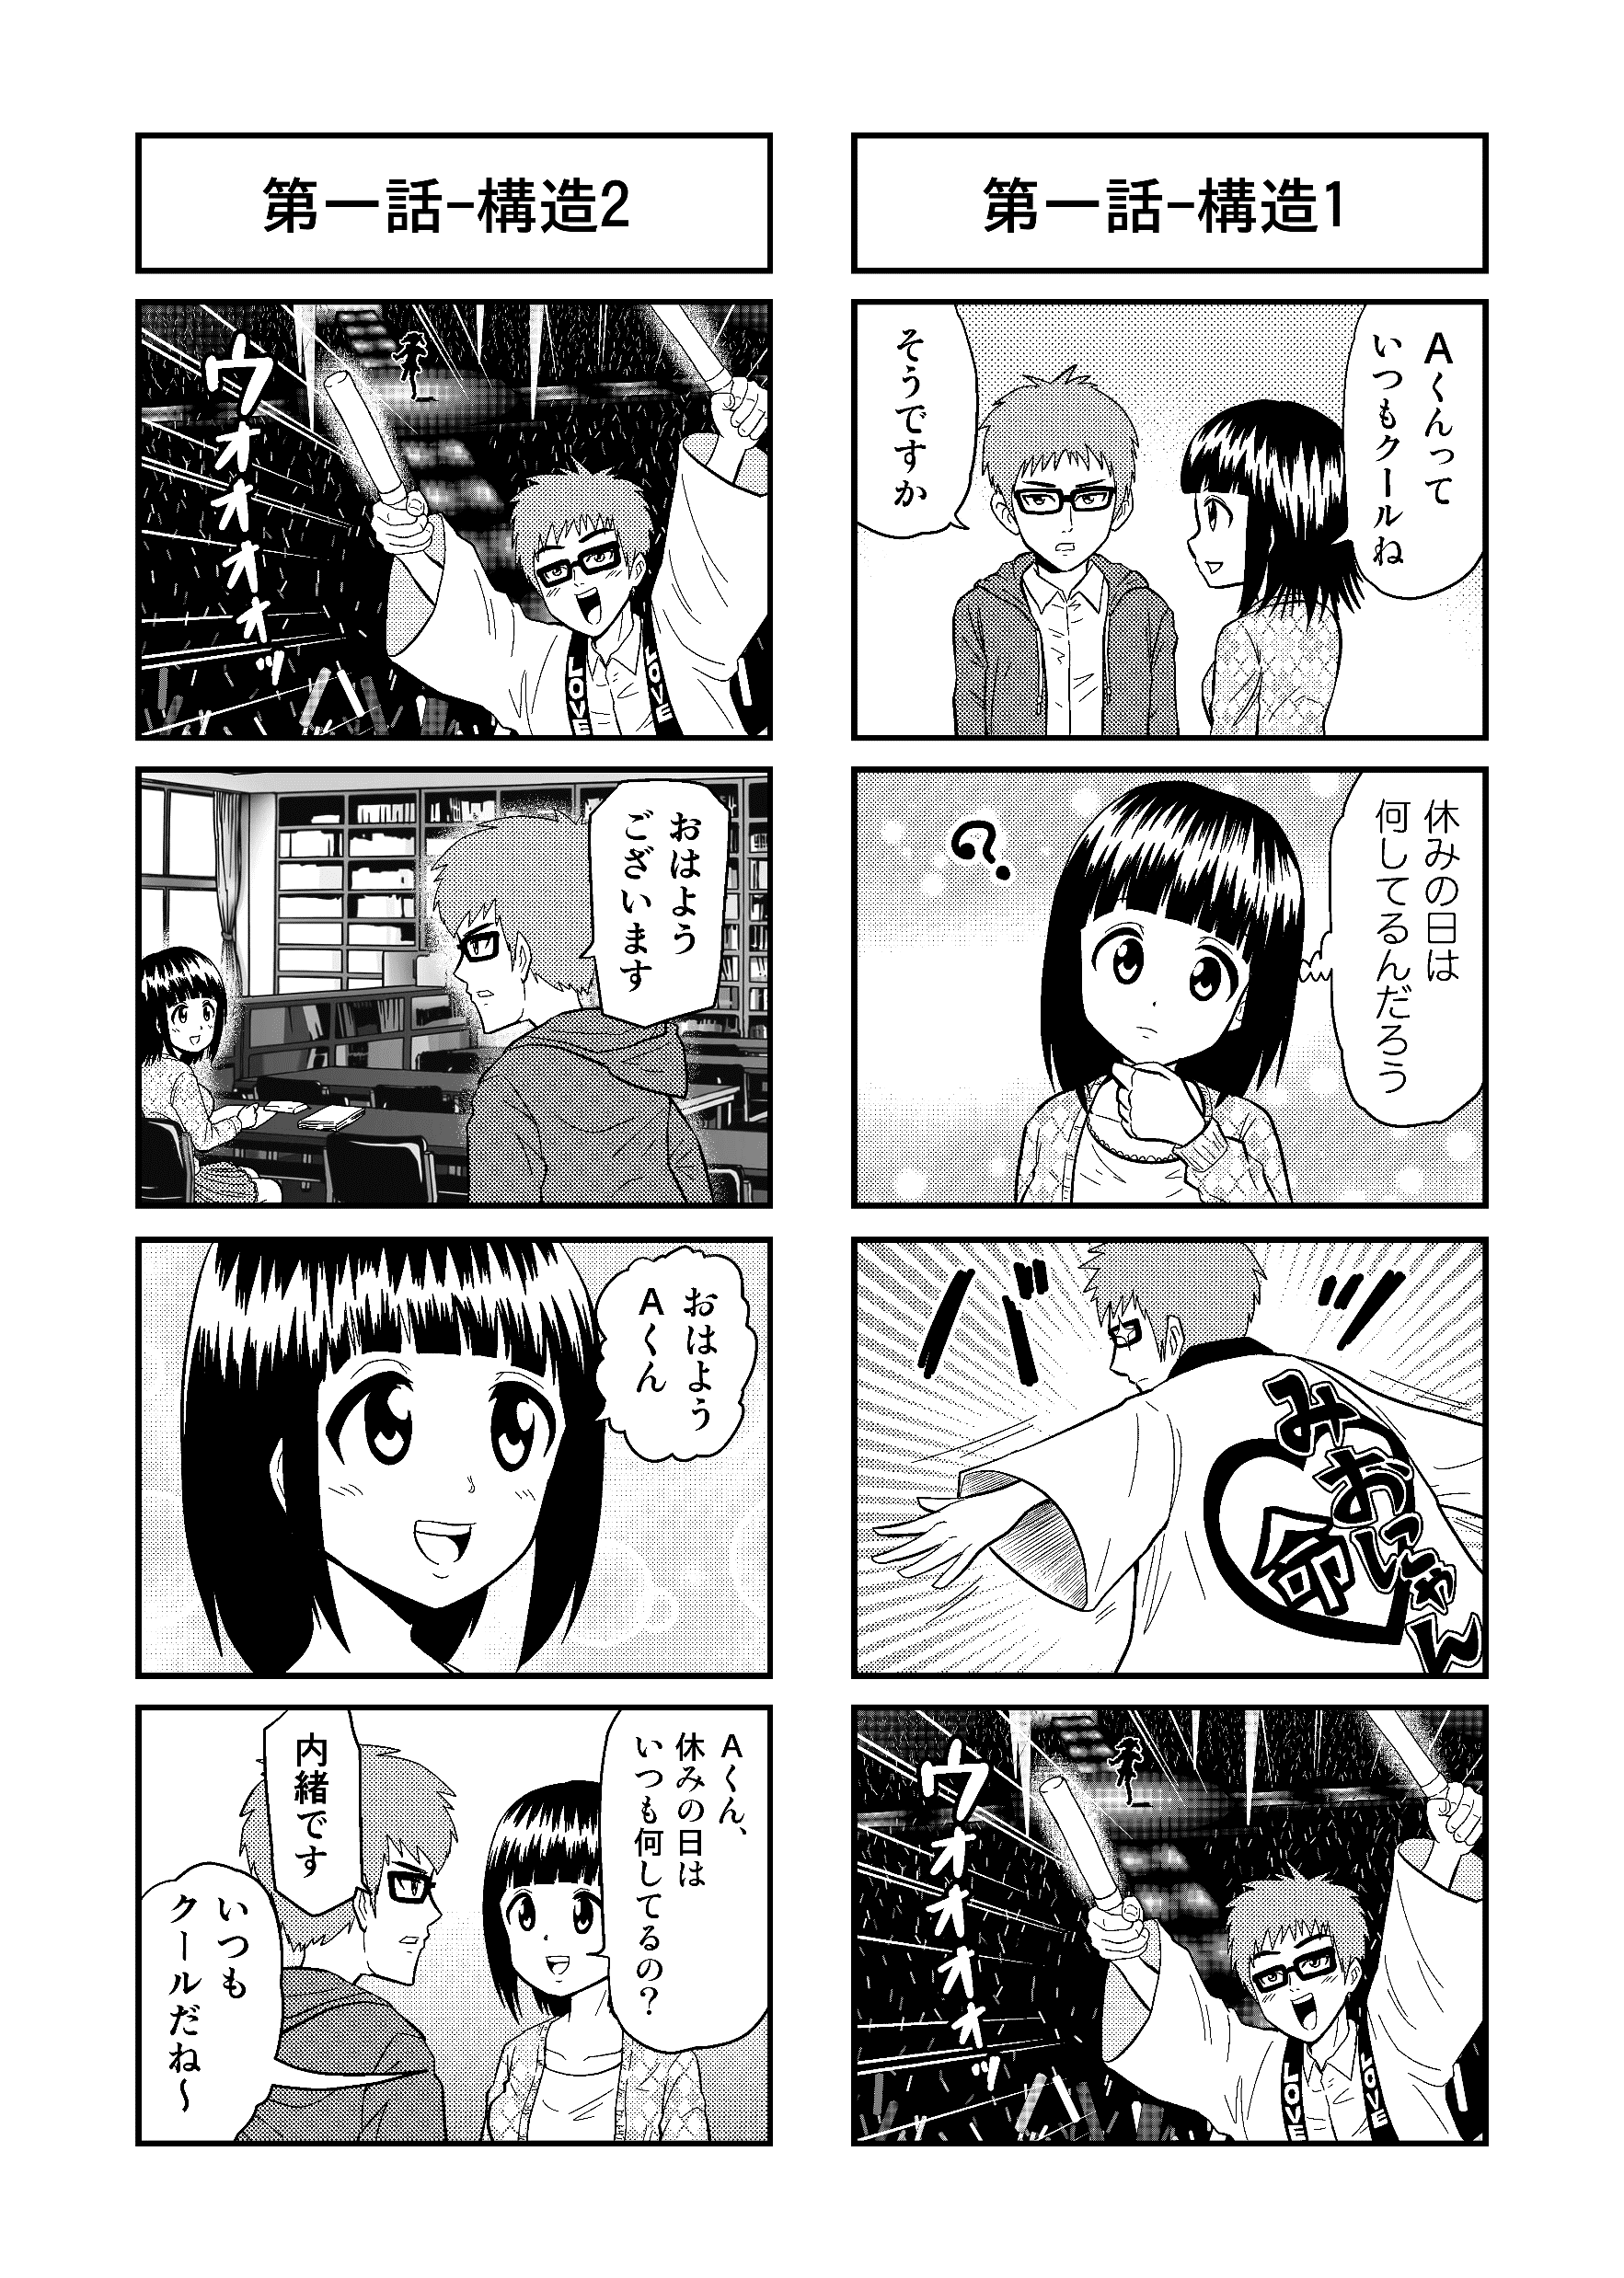 第一話-構造1
Aくんって
いつもクールね
そうですか
休みの日は
何してるんだろう
?
バッ
みおにゃん
命
ウォオオオッ
LOVE
LOVE
第一話-構造2
ウォオオオッ
LOVE
LOVE
おはよう
ございます
おはよう
Aくん
Aくん、
休みの日は
いつも何してるの?
内緒です
いつも
クールだね〜